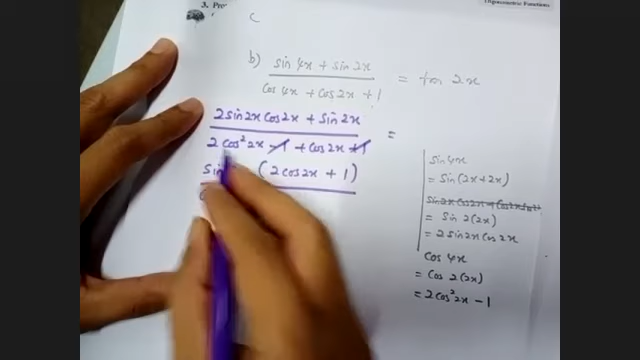 3. Pro
Trigonometric Functions
C
b) sin 4x + sin 2x
cos 4x + cos 2x + 1
= tan 2x
2 sin 2x cos 2x + sin 2x
2 cos² 2x - 1 + cos 2x + 1
=
sin (2 cos 2x + 1)
sin 4x
= sin (2x + 2x)
= sin 2(2x)
= 2 sin 2x cos 2x
cos 4x
= cos 2(2x)
= 2 cos² 2x - 1